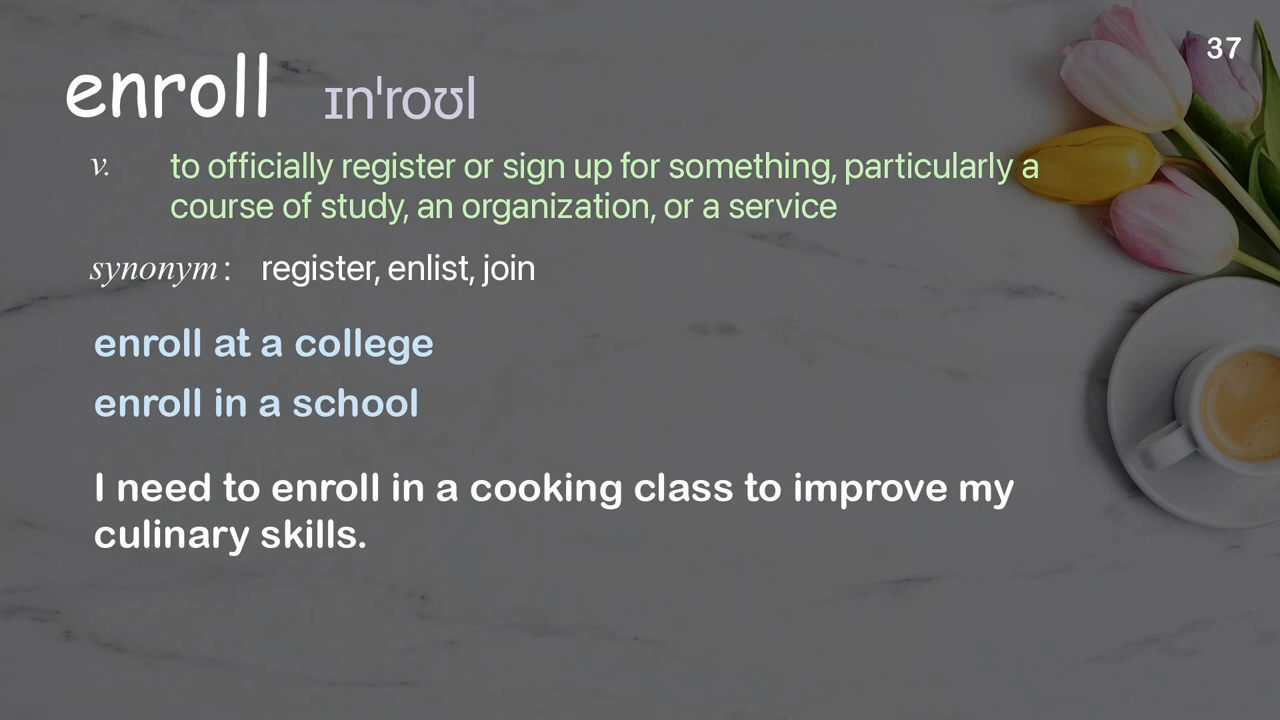 37
enroll ɪnˈroʊl
v. to officially register or sign up for something, particularly a
course of study, an organization, or a service
synonym: register, enlist, join
enroll at a college
enroll in a school
I need to enroll in a cooking class to improve my
culinary skills.